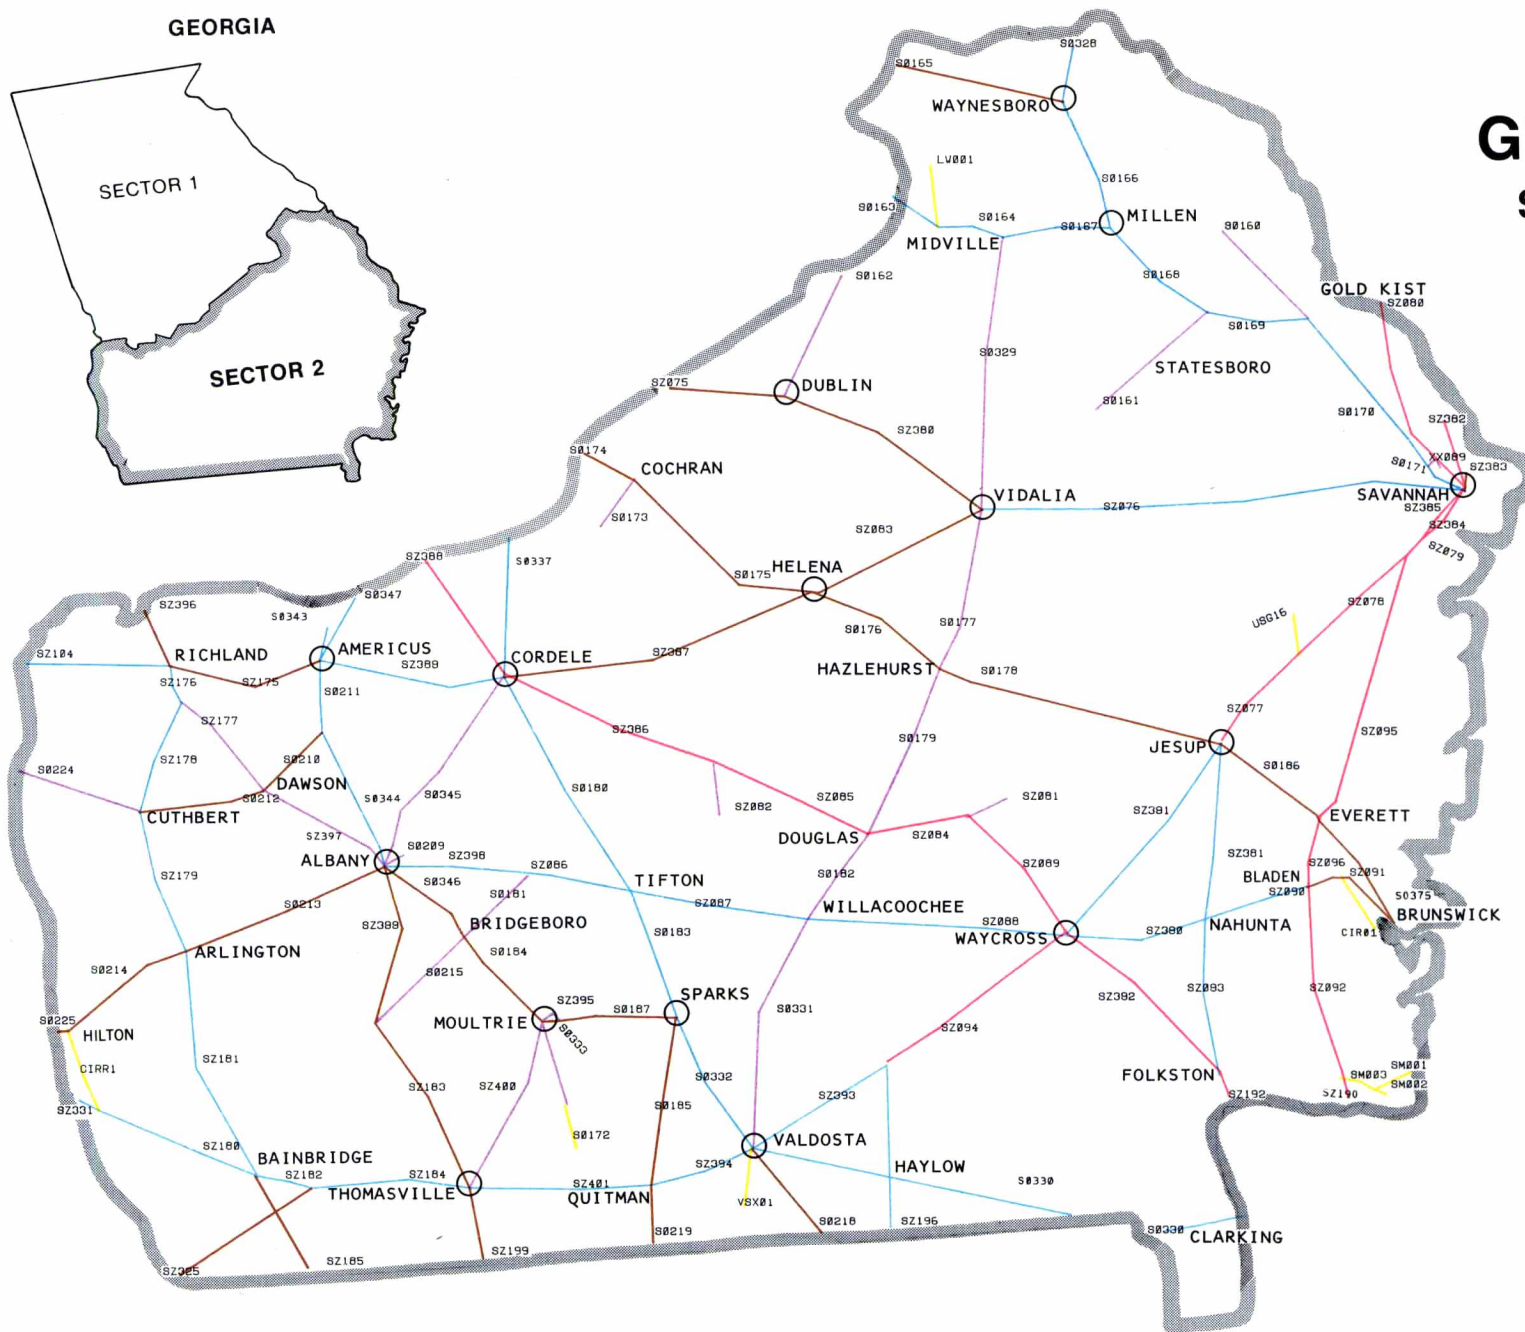 GEORGIA
SECTOR 1
SECTOR 2
G
S
S0328
S0165
WAYNESBORO
LW001
S0166
S0163
S0164
MILLEN
S0167
MIDVILLE
S0160
S0162
S0168
GOLD KIST
SZ080
S0169
S0329
STATESBORO
SZ075
DUBLIN
S0161
S0170
SZ382
SZ380
S0174
COCHRAN
XX089
SZ383
S0171
VIDALIA
SAVANNAH
SZ076
SZ385
S0173
SZ083
SZ384
SZ388
S0337
SZ079
HELENA
S0175
SZ396
S0347
S0343
SZ078
USG16
S0176
S0177
SZ104
RICHLAND
AMERICUS
CORDELE
SZ387
SZ389
HAZLEHURST
S0178
SZ176
SZ175
S0211
SZ177
SZ386
SZ077
SZ095
S0179
JESUP
SZ178
S0210
S0186
S0224
DAWSON
S0180
S0212
S0344
S0345
SZ082
SZ085
SZ081
SZ381
CUTHBERT
EVERETT
SZ397
S0209
DOUGLAS
SZ084
ALBANY
SZ398
SZ086
SZ089
SZ381
SZ096
SZ091
SZ179
S0346
S0181
TIFTON
S0182
BLADEN
SZ090
S0375
S0213
SZ087
WILLACOOCHEE
SZ088
BRUNSWICK
SZ399
BRIDGEBORO
S0183
WAYCROSS
SZ380
NAHUNTA
CIR01
ARLINGTON
S0184
S0214
S0215
SZ382
SZ083
SZ092
SPARKS
SZ395
S0187
S0331
S0225
HILTON
MOULTRIE
S0333
SZ094
SZ181
CIRR1
SZ183
SZ400
S0332
FOLKSTON
SM003
SM001
SM002
SZ331
S0185
SZ393
SZ192
SZ190
SZ180
S0172
VALDOSTA
BAINBRIDGE
SZ182
SZ184
SZ394
HAYLOW
THOMASVILLE
SZ401
QUITMAN
S0330
VSX01
S0219
S0218
SZ196
S0330
CLARKING
SZ325
SZ185
SZ199